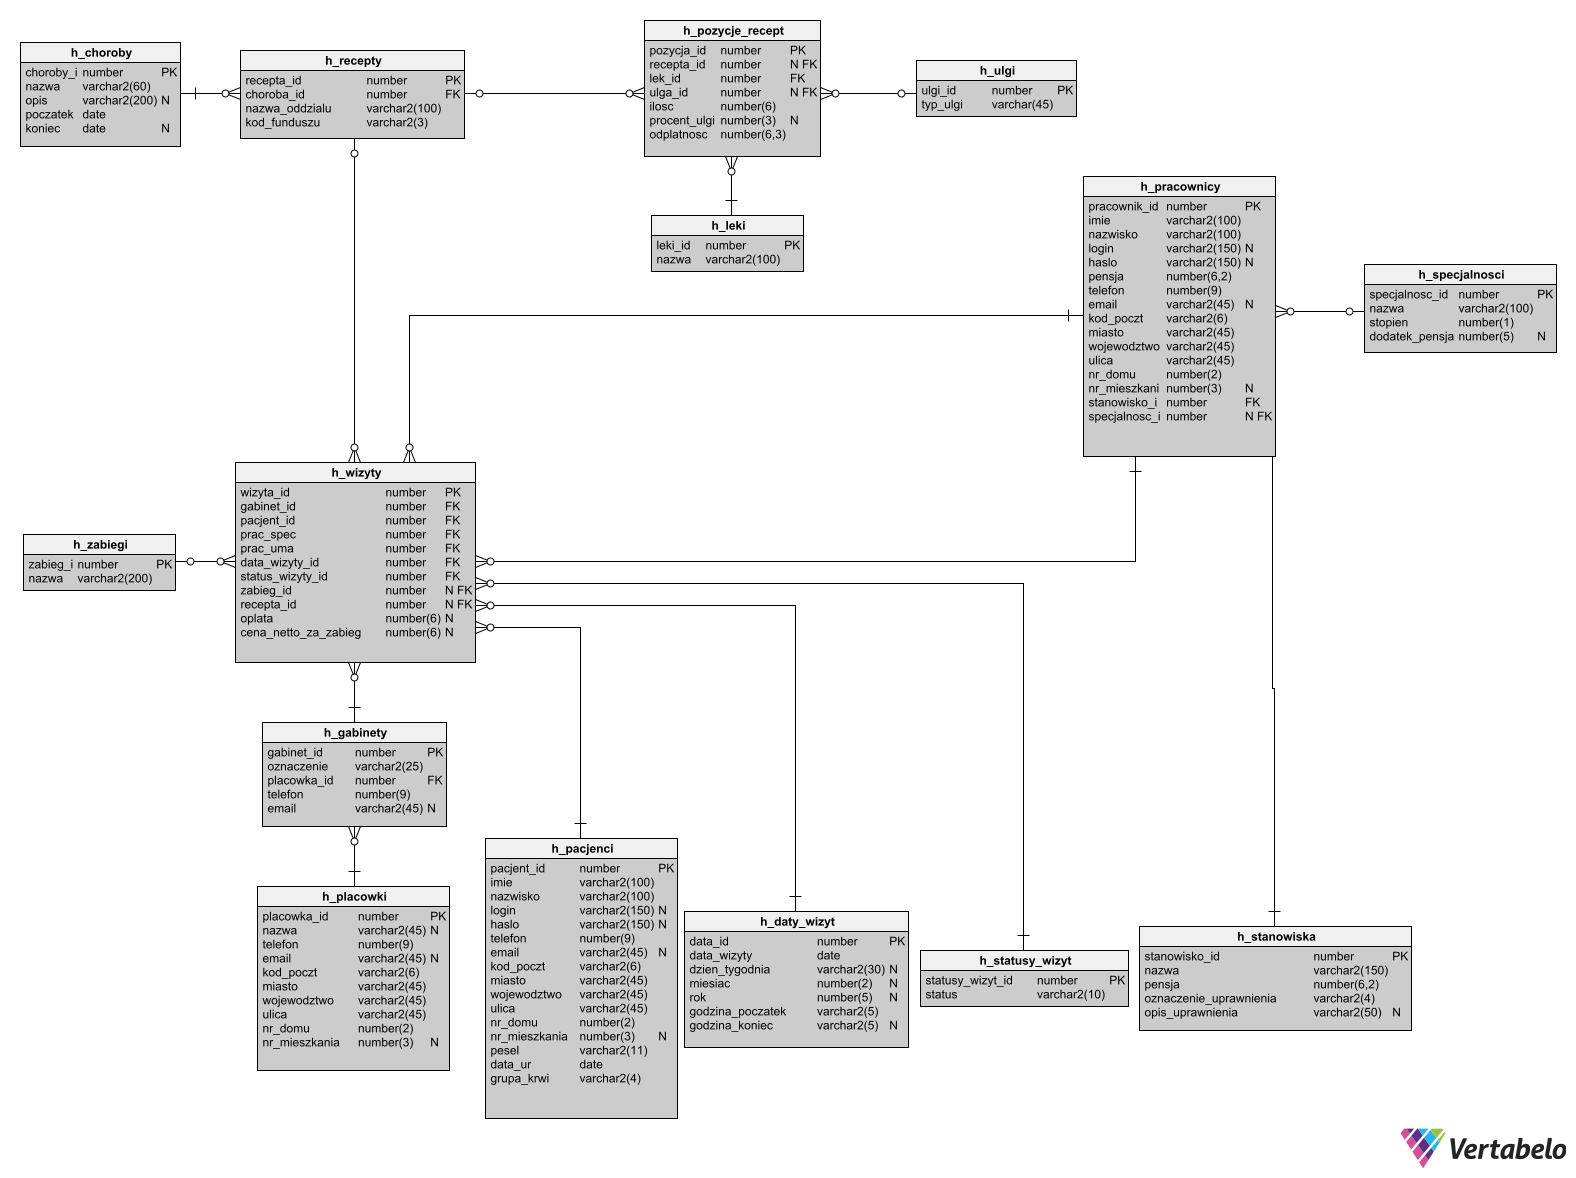 h_choroby
choroby_i number PK
nazwa varchar2(60)
opis varchar2(200) N
poczatek date
koniec date N
h_recepty
recepta_id number PK
choroba_id number FK
nazwa_oddzialu varchar2(100)
kod_funduszu varchar2(3)
h_pozycje_recept
pozycja_id number PK
recepta_id number N FK
lek_id number FK
ulga_id number N FK
ilosc number(6)
procent_ulgi number(3) N
odplatnosc number(6,3)
h_ulgi
ulgi_id number PK
typ_ulgi varchar(45)
h_leki
leki_id number PK
nazwa varchar2(100)
h_pracownicy
pracownik_id number PK
imie varchar2(100)
nazwisko varchar2(100)
login varchar2(150) N
haslo varchar2(150) N
pensja number(6,2)
telefon number(9)
email varchar2(45) N
kod_poczt varchar2(6)
miasto varchar2(45)
wojewodztwo varchar2(45)
ulica varchar2(45)
nr_domu number(2)
nr_mieszkani number(3) N
stanowisko_i number FK
specjalnosc_i number N FK
h_specjalnosci
specjalnosc_id number PK
nazwa varchar2(100)
stopien number(1)
dodatek_pensja number(5) N
h_wizyty
wizyta_id number PK
gabinet_id number FK
pacjent_id number FK
prac_spec number FK
prac_uma number FK
data_wizyty_id number FK
status_wizyty_id number FK
zabieg_id number N FK
recepta_id number N FK
oplata number(6) N
cena_netto_za_zabieg number(6) N
h_zabiegi
zabieg_i number PK
nazwa varchar2(200)
h_gabinety
gabinet_id number PK
oznaczenie varchar2(25)
placowka_id number FK
telefon number(9)
email varchar2(45) N
h_placowki
placowka_id number PK
nazwa varchar2(45) N
telefon number(9)
email varchar2(45) N
kod_poczt varchar2(6)
miasto varchar2(45)
wojewodztwo varchar2(45)
ulica varchar2(45)
nr_domu number(2)
nr_mieszkania number(3) N
h_pacjenci
pacjent_id number PK
imie varchar2(100)
nazwisko varchar2(100)
login varchar2(150) N
haslo varchar2(150) N
telefon number(9)
email varchar2(45) N
kod_poczt varchar2(6)
miasto varchar2(45)
wojewodztwo varchar2(45)
ulica varchar2(45)
nr_domu number(2)
nr_mieszkania number(3) N
pesel varchar2(11)
data_ur date
grupa_krwi varchar2(4)
h_daty_wizyt
data_id number PK
data_wizyty date
dzien_tygodnia varchar2(30) N
miesiac number(2) N
rok number(5) N
godzina_poczatek varchar2(5)
godzina_koniec varchar2(5) N
h_statusy_wizyt
statusy_wizyt_id number PK
status varchar2(10)
h_stanowiska
stanowisko_id number PK
nazwa varchar2(150)
pensja number(6,2)
oznaczenie_uprawnienia varchar2(4)
opis_uprawnienia varchar2(50) N
Vertabelo